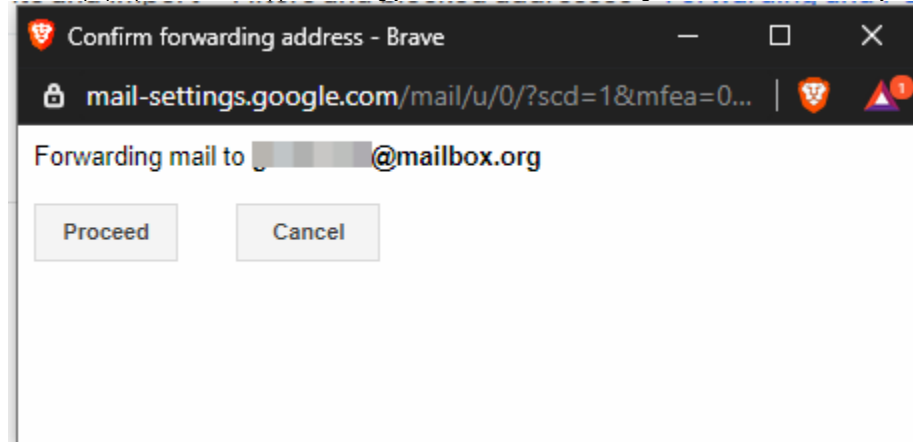 Confirm forwarding address - Brave
mail-settings.google.com/mail/u/0/?scd=1&mfea=0...
1
Forwarding mail to @mailbox.org
Proceed Cancel